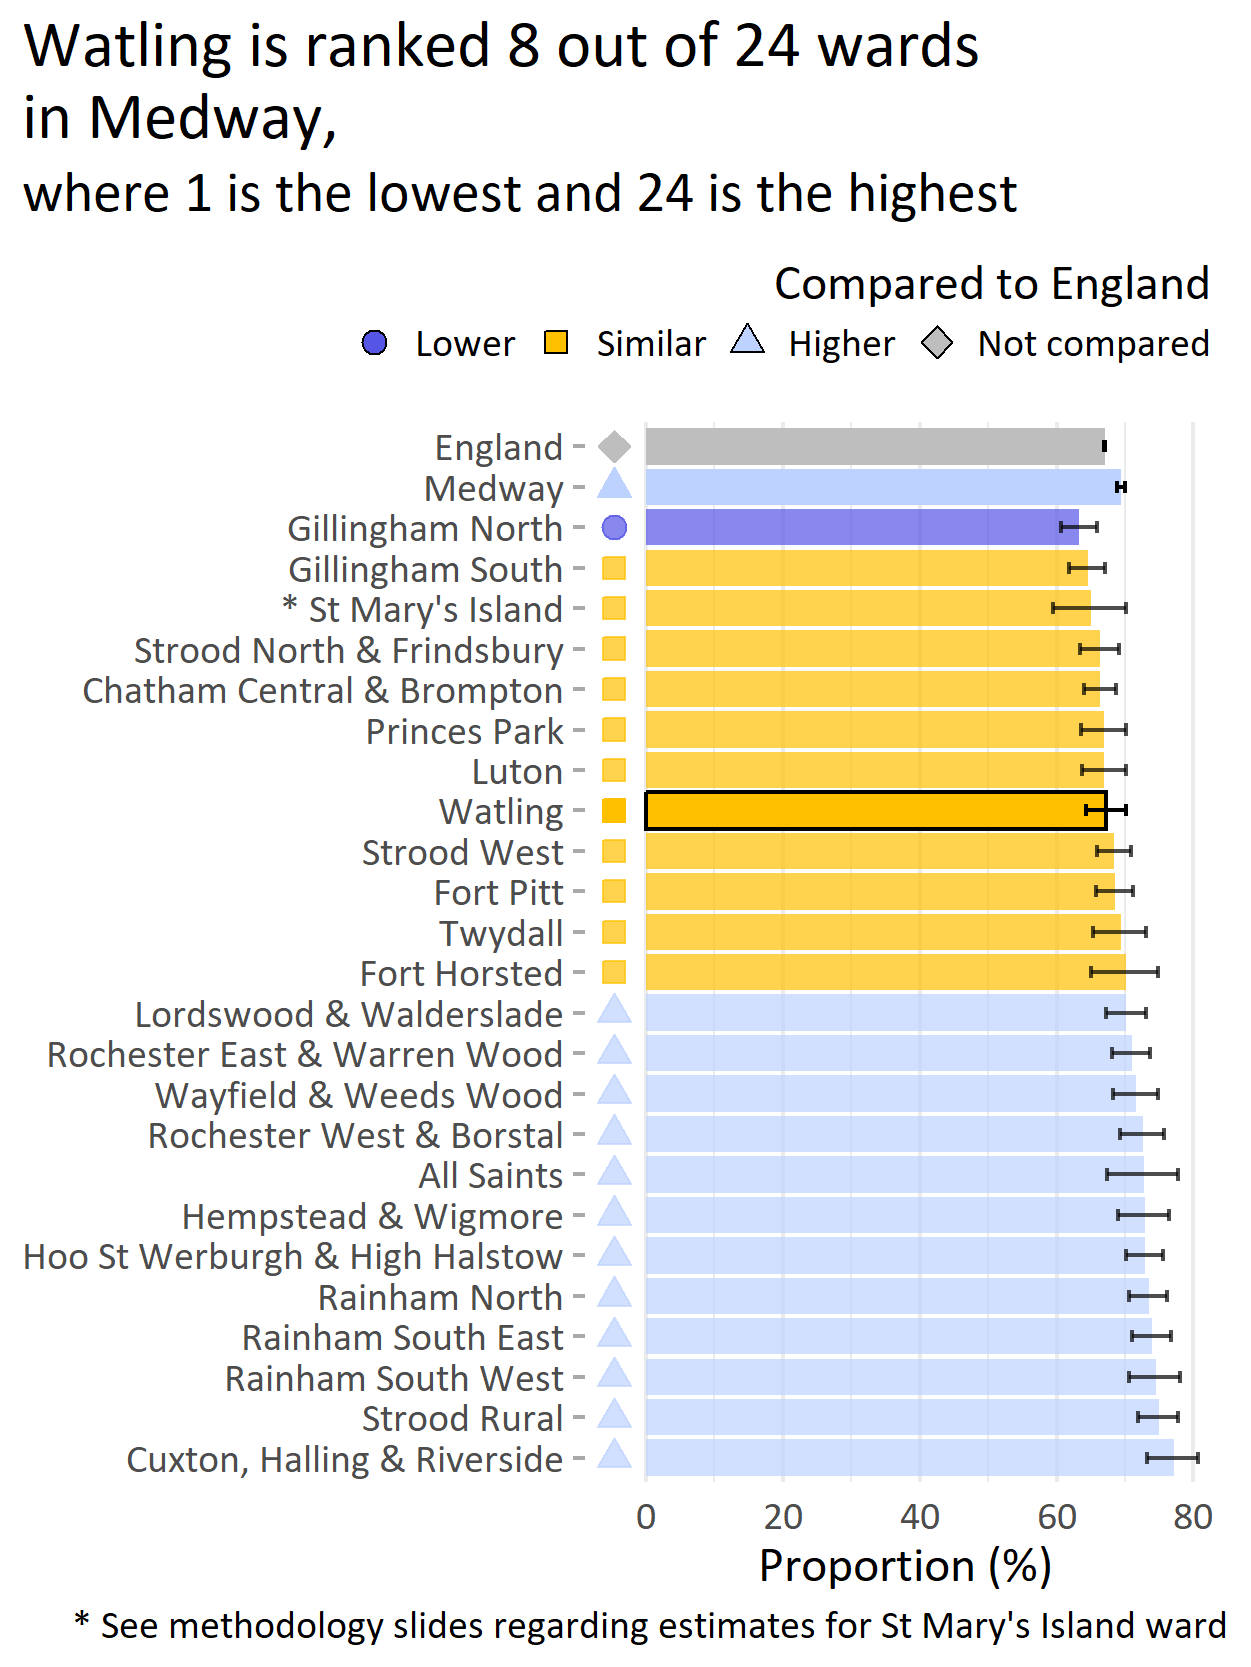 Watling is ranked 8 out of 24 wards
in Medway,
where 1 is the lowest and 24 is the highest
Compared to England
Lower Similar Higher Not compared
England
Medway
Gillingham North
Gillingham South
* St Mary's Island
Strood North & Frindsbury
Chatham Central & Brompton
Princes Park
Luton
Watling
Strood West
Fort Pitt
Twydall
Fort Horsted
Lordswood & Walderslade
Rochester East & Warren Wood
Wayfield & Weeds Wood
Rochester West & Borstal
All Saints
Hempstead & Wigmore
Hoo St Werburgh & High Halstow
Rainham North
Rainham South East
Rainham South West
Strood Rural
Cuxton, Halling & Riverside
0 20 40 60 80
Proportion (%)
* See methodology slides regarding estimates for St Mary's Island ward